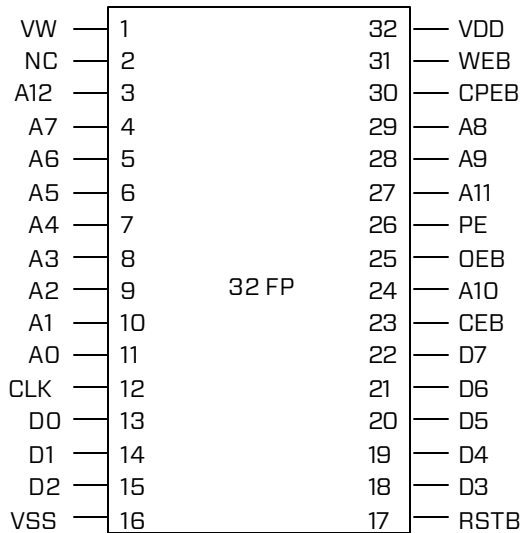 VW 1 32 VDD
NC 2 31 WEB
A12 3 30 CPEB
A7 4 29 A8
A6 5 28 A9
A5 6 27 A11
A4 7 26 PE
A3 8 25 OEB
A2 9 32 FP 24 A10
A1 10 23 CEB
A0 11 22 D7
CLK 12 21 D6
D0 13 20 D5
D1 14 19 D4
D2 15 18 D3
VSS 16 17 RSTB